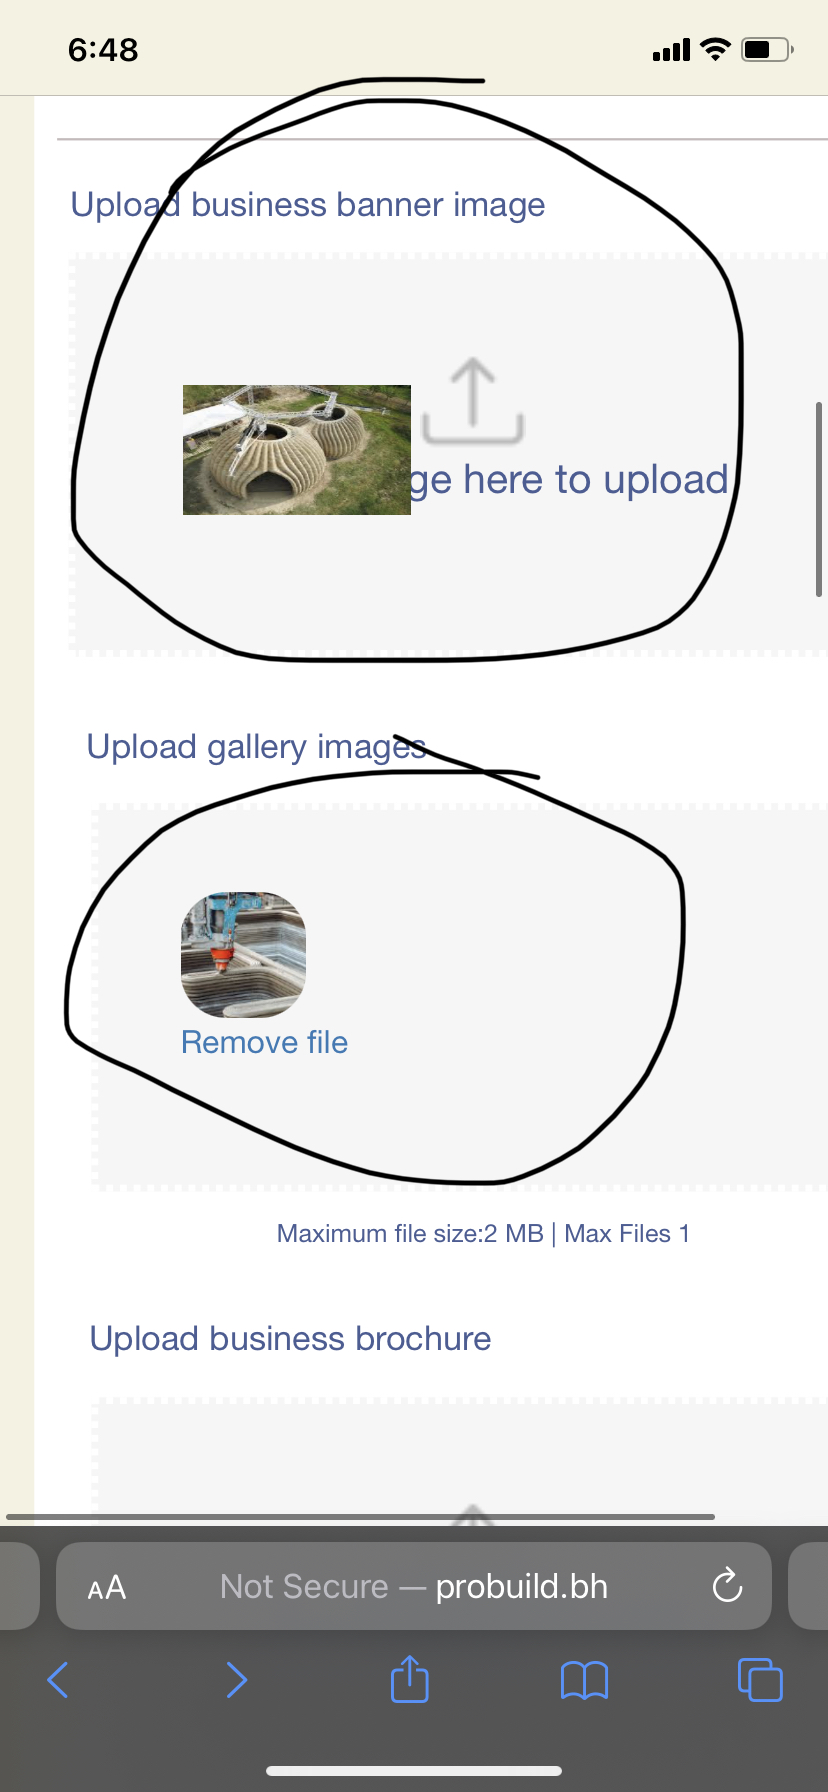 6:48
Upload business banner image
ge here to upload
Upload gallery images
Remove file
Maximum file size:2 MB | Max Files 1
Upload business brochure
AA Not Secure — probuild.bh